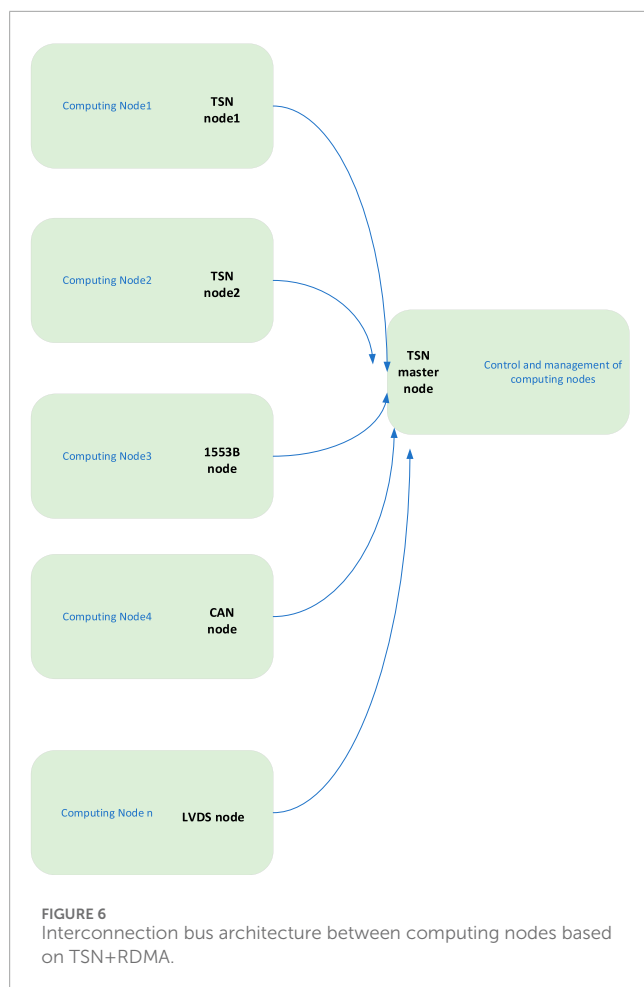 Computing Node1
TSN
node1
Computing Node2
TSN
node2
TSN
master
node
Control and management of
computing nodes
Computing Node3
1553B
node
Computing Node4
CAN
node
Computing Node n
LVDS node
FIGURE 6
Interconnection bus architecture between computing nodes based
on TSN+RDMA.